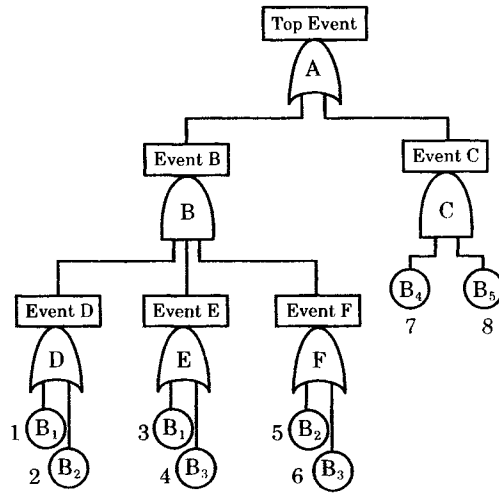 Top Event
A
Event B
Event C
B
C
B₄
B₅
7
8
Event D
Event E
Event F
D
E
F
1
B₁
3
B₁
5
B₂
2
B₂
4
B₃
6
B₃